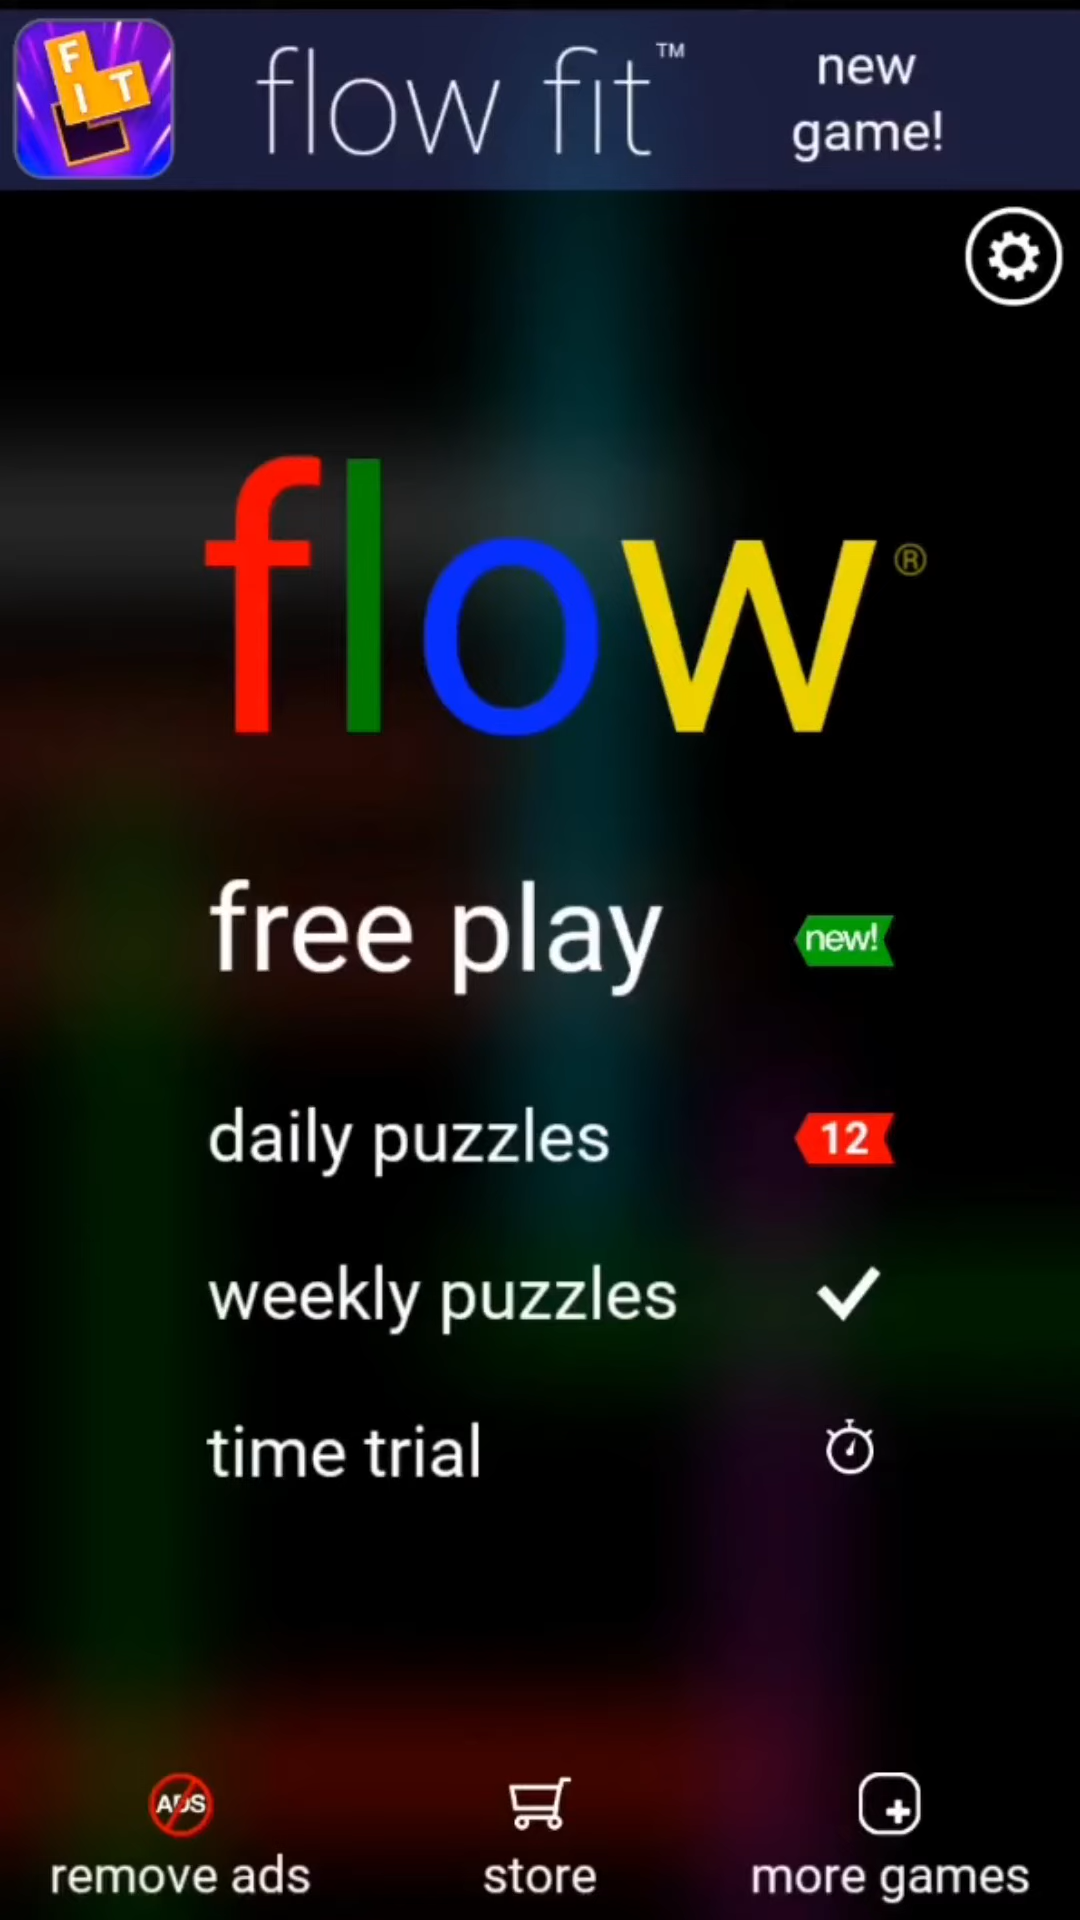 F
I T
flow fit™
new
game!
flow®
free play
new!
daily puzzles
12
weekly puzzles
time trial
ADS
remove ads
store
more games